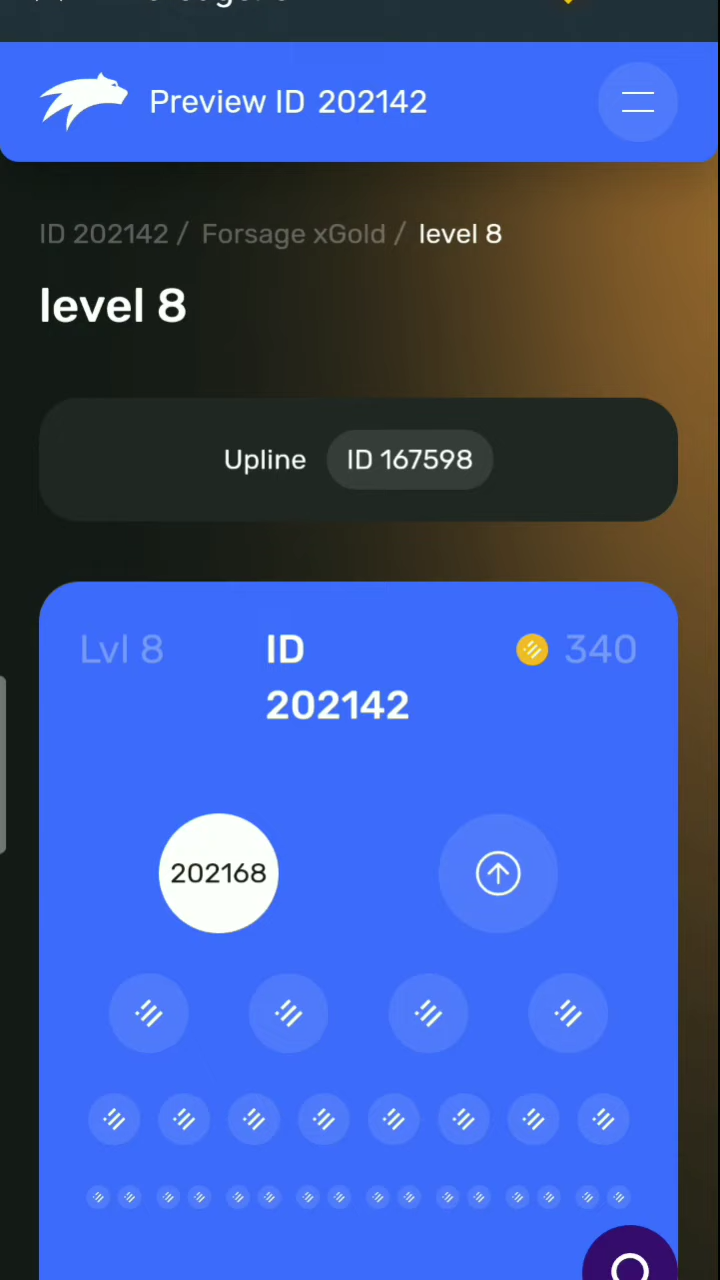 Preview ID 202142
ID 202142 / Forsage xGold / level 8
level 8
Upline ID 167598
Lvl 8 ID 340
202142
202168